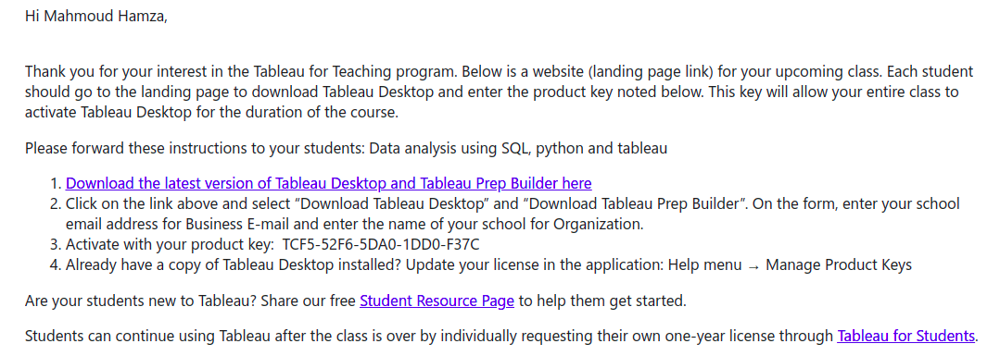 Hi Mahmoud Hamza,
Thank you for your interest in the Tableau for Teaching program. Below is a website (landing page link) for your upcoming class. Each student
should go to the landing page to download Tableau Desktop and enter the product key noted below. This key will allow your entire class to
activate Tableau Desktop for the duration of the course.
Please forward these instructions to your students: Data analysis using SQL, python and tableau
1. Download the latest version of Tableau Desktop and Tableau Prep Builder here
2. Click on the link above and select “Download Tableau Desktop” and “Download Tableau Prep Builder”. On the form, enter your school
email address for Business E-mail and enter the name of your school for Organization.
3. Activate with your product key:  TCF5-52F6-5DA0-1DD0-F37C
4. Already have a copy of Tableau Desktop installed? Update your license in the application: Help menu → Manage Product Keys
Are your students new to Tableau? Share our free Student Resource Page to help them get started.
Students can continue using Tableau after the class is over by individually requesting their own one-year license through Tableau for Students.